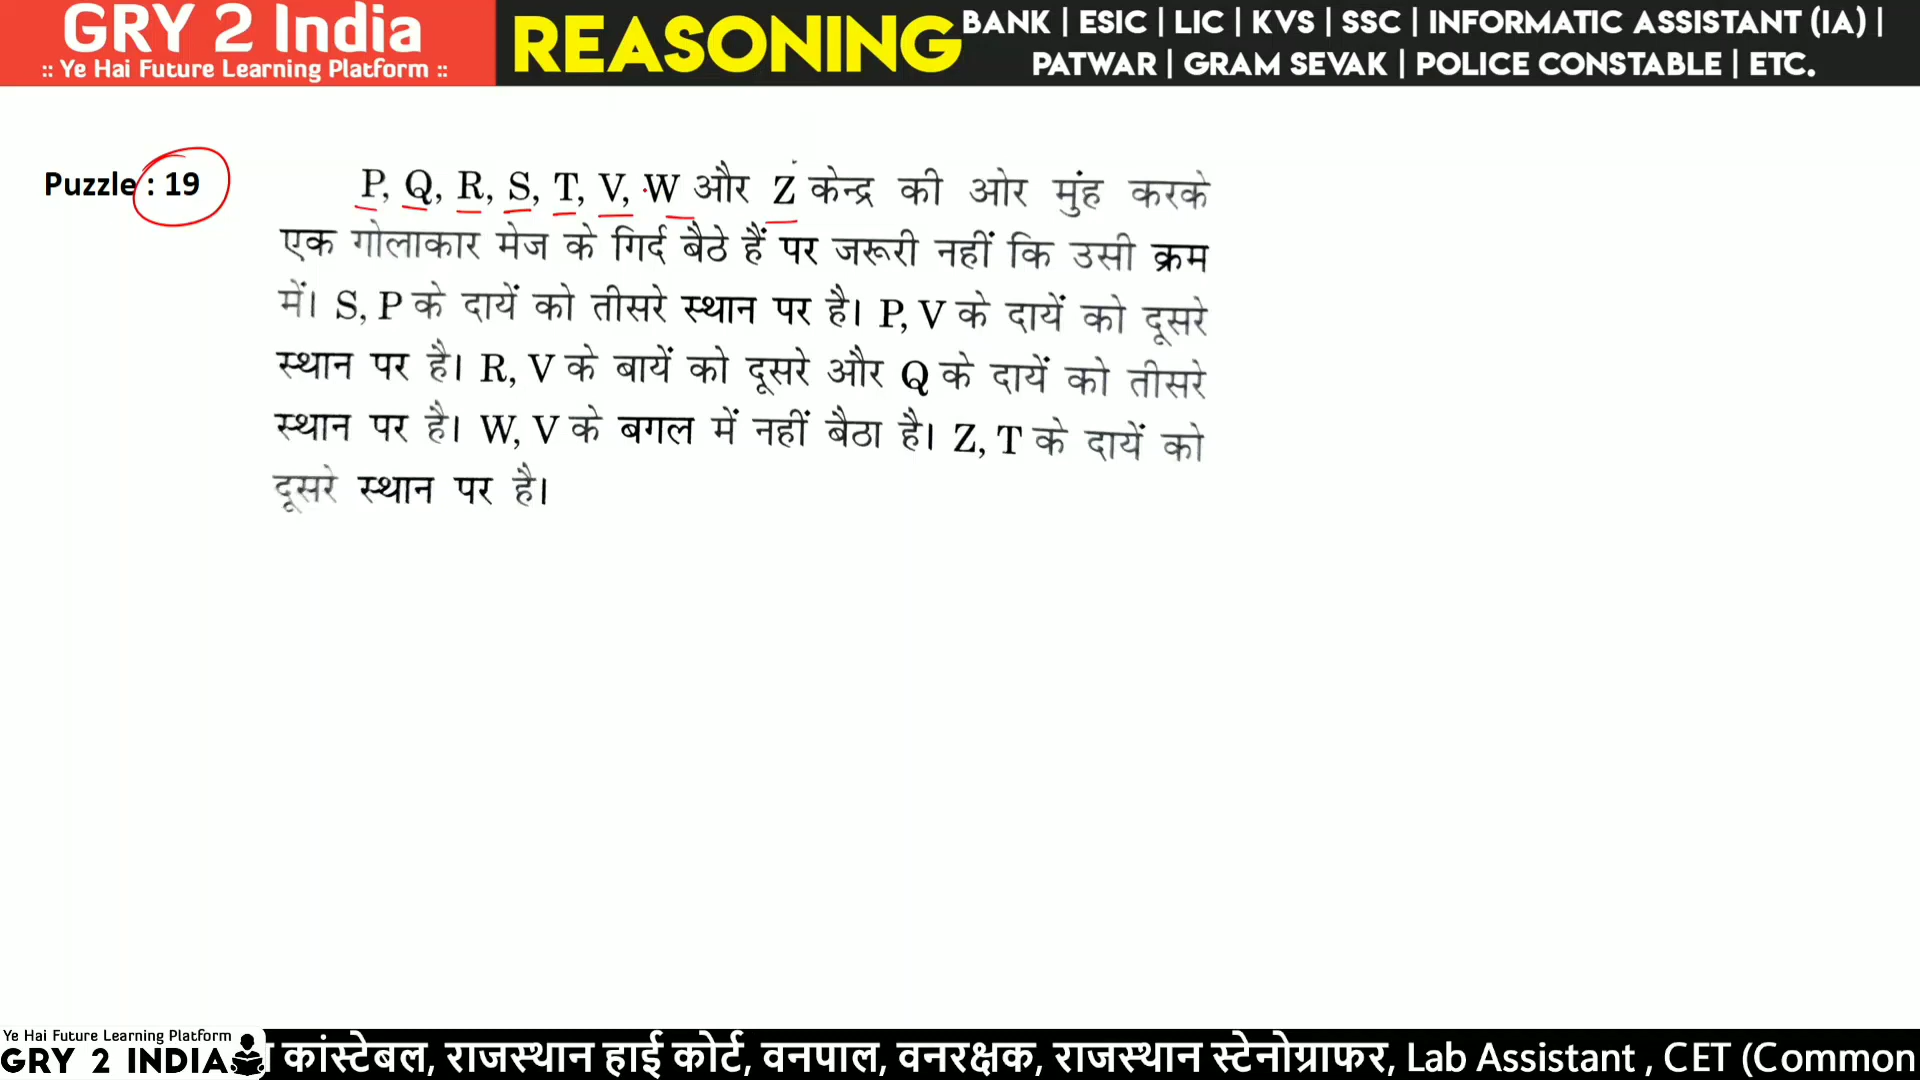 GRY 2 India
:: Ye Hai Future Learning Platform ::
REASONING
BANK | ESIC | LIC | KVS | SSC | INFORMATIC ASSISTANT (IA) |
PATWAR | GRAM SEVAK | POLICE CONSTABLE | ETC.
Puzzle : 19
P, Q, R, S, T, V, W और Z केन्द्र की ओर मुंह करके
एक गोलाकार मेज के गिर्द बैठे हैं पर जरूरी नहीं कि उसी क्रम
में। S, P के दायें को तीसरे स्थान पर है। P, V के दायें को दूसरे
स्थान पर है। R, V के बायें को दूसरे और Q के दायें को तीसरे
स्थान पर है। W, V के बगल में नहीं बैठा है। Z, T के दायें को
दूसरे स्थान पर है।
Ye Hai Future Learning Platform
GRY 2 INDIA
कांस्टेबल, राजस्थान हाई कोर्ट, वनपाल, वनरक्षक, राजस्थान स्टेनोग्राफर, Lab Assistant , CET (Common